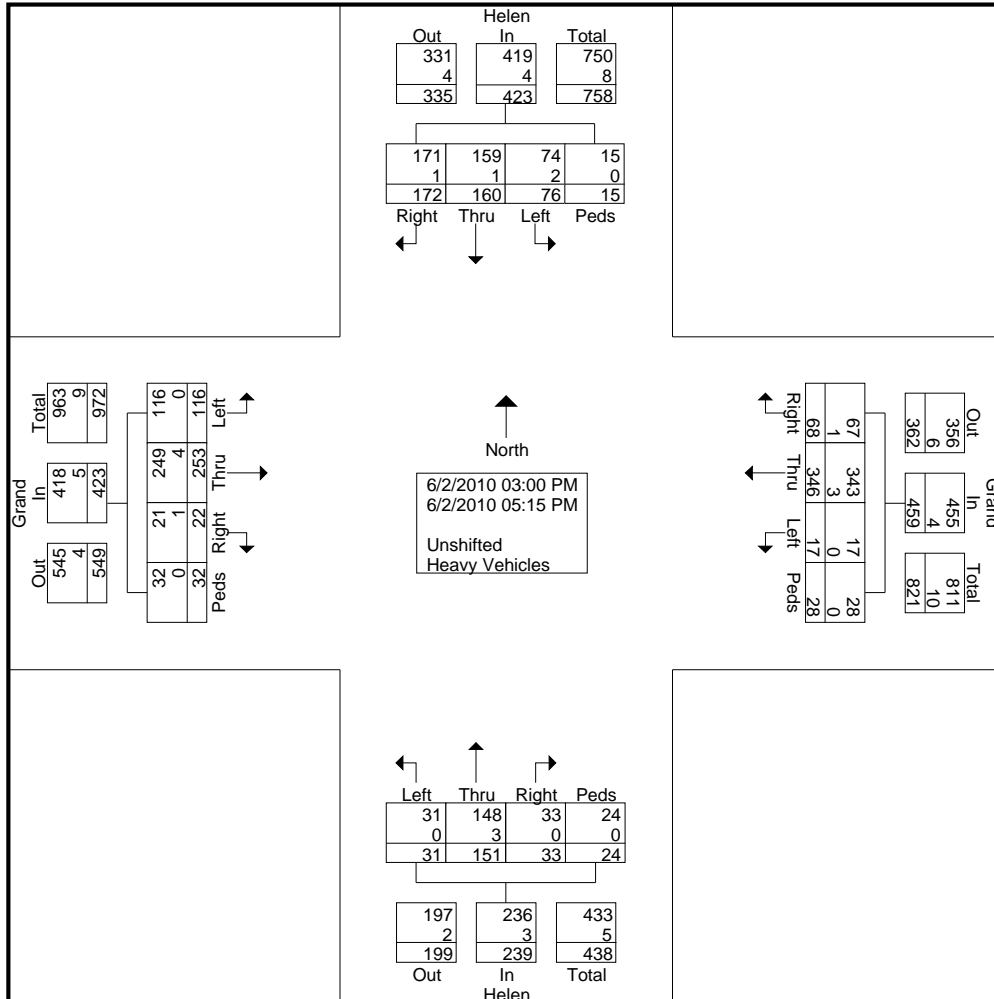 Helen
Out In Total
331 419 750
4 4 8
335 423 758
171 159 74 15
1 1 2 0
172 160 76 15
Right Thru Left Peds
Grand
Total In Out
963 418 545
9 5 4
972 423 549
116 249 21 32
0 4 1 0
116 253 22 32
Left Thru Right Peds
North
6/2/2010 03:00 PM
6/2/2010 05:15 PM
Unshifted
Heavy Vehicles
Right Thru Left Peds
67 343 17 28
1 3 0 0
68 346 17 28
Grand
Out In Total
356 455 811
6 4 10
362 459 821
Left Thru Right Peds
31 148 33 24
0 3 0 0
31 151 33 24
197 236 433
2 3 5
199 239 438
Out In Total
Helen